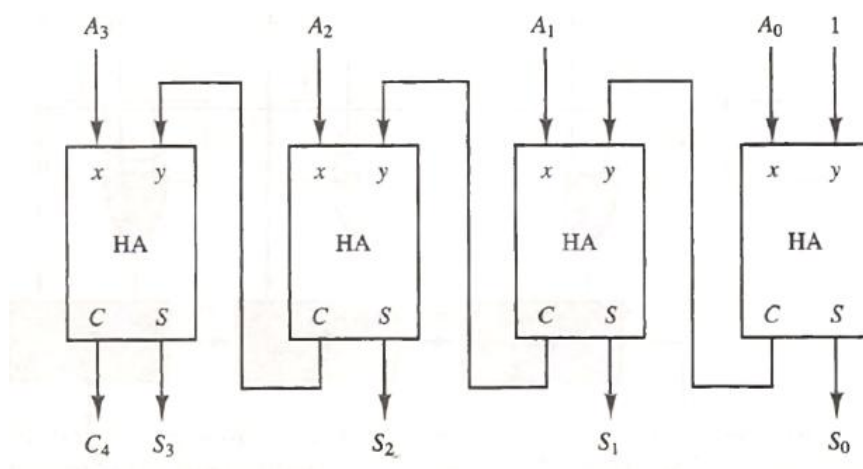 A₃ A₂ A₁ A₀ 1
x y x y x y x y
HA HA HA HA
C S C S C S C S
C₄ S₃ S₂ S₁ S₀